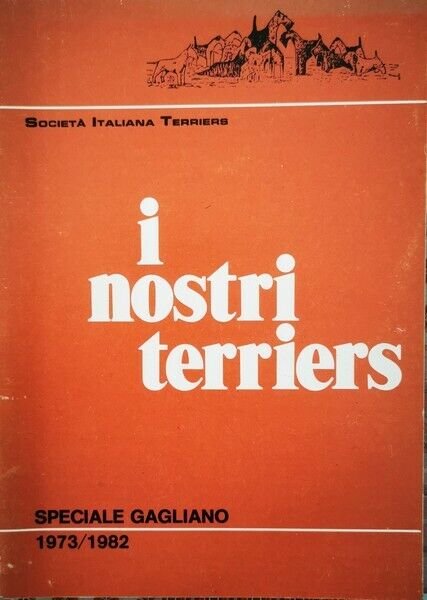 SOCIETÀ ITALIANA TERRIERS
i
nostri
terriers
SPECIALE GAGLIANO
1973/1982